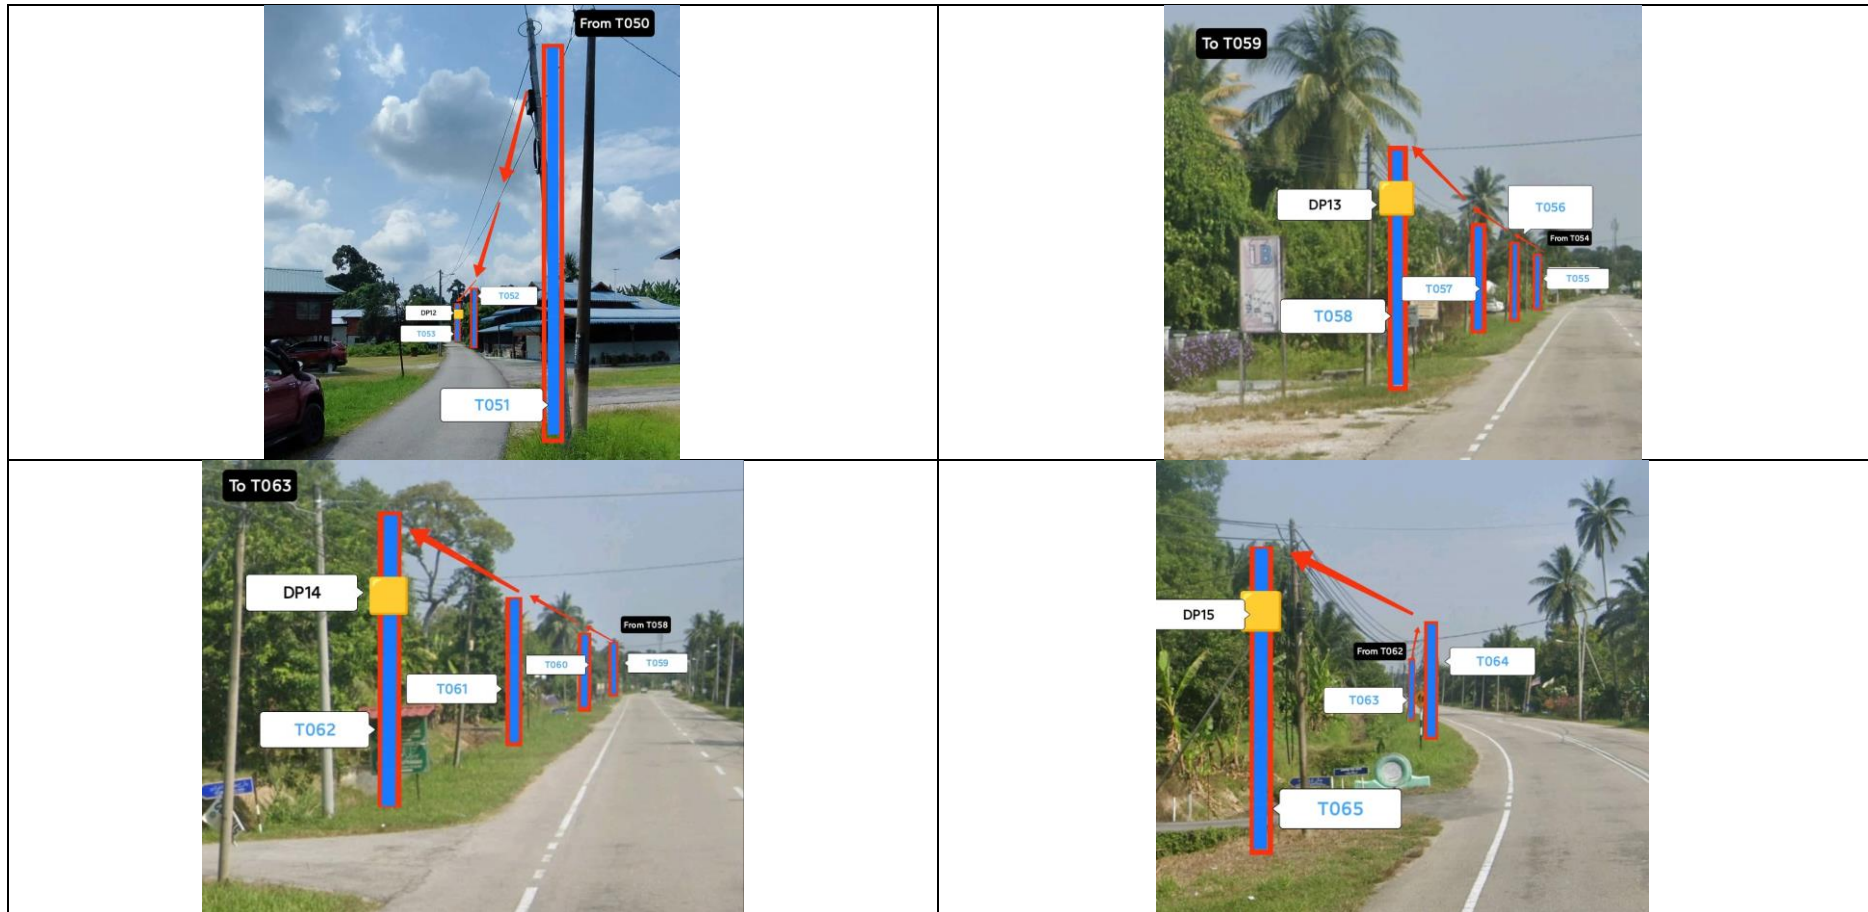 From T050
T052
DP12
T053
T051
To T059
DP13
T056
From T054
T055
T057
T058
To T063
DP14
From T058
T060
T059
T061
T062
DP15
From T062
T064
T063
T065